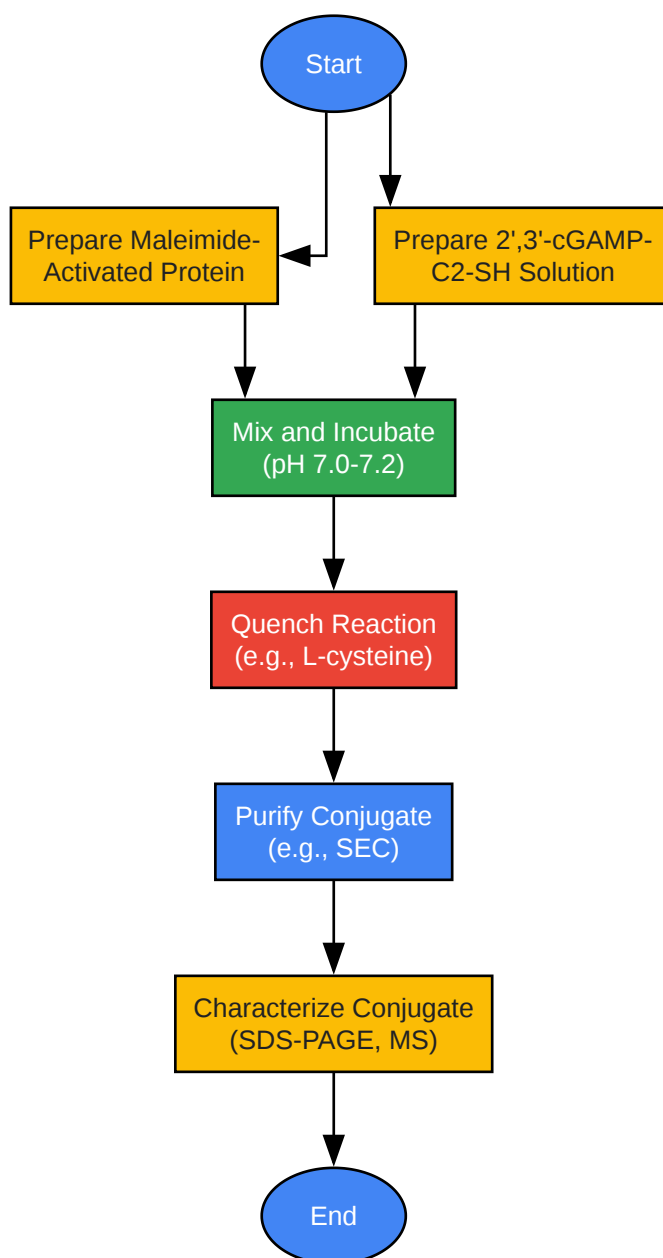 Start
Prepare Maleimide-
Activated Protein
Prepare 2',3'-cGAMP-
C2-SH Solution
Mix and Incubate
(pH 7.0-7.2)
Quench Reaction
(e.g., L-cysteine)
Purify Conjugate
(e.g., SEC)
Characterize Conjugate
(SDS-PAGE, MS)
End